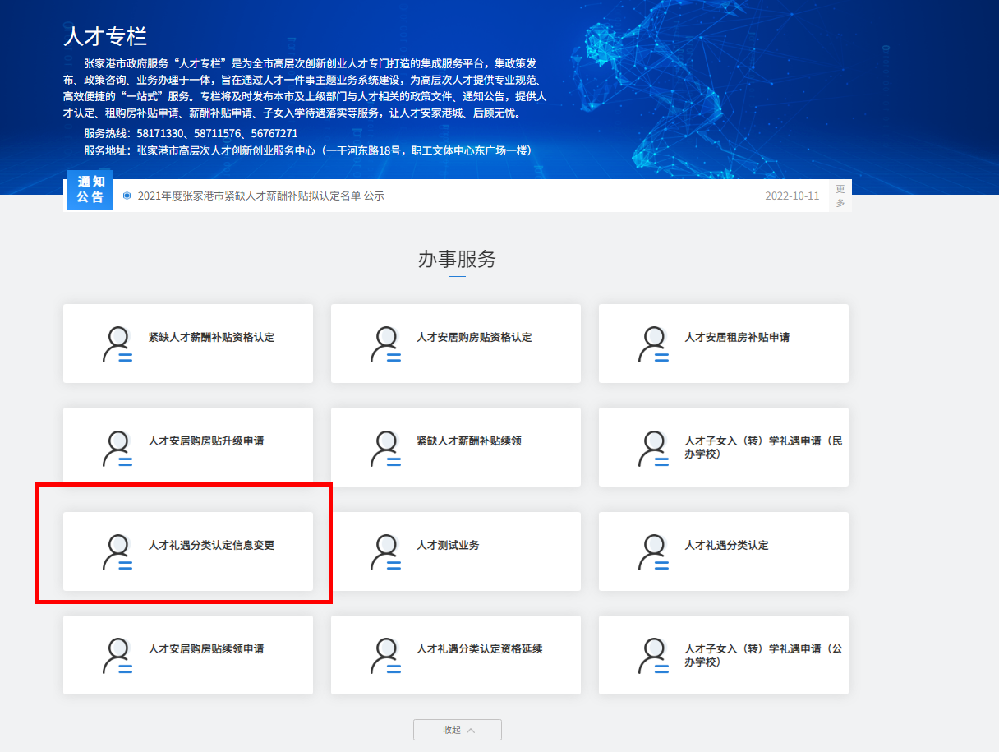 人才专栏
张家港市政府服务“人才专栏”是为全市高层次创新创业人才专门打造的集成服务平台，集政策发
布、政策咨询、业务办理于一体，旨在通过人才一件事主题业务系统建设，为高层次人才提供专业规范、
高效便捷的“一站式”服务。专栏将及时发布本市及上级部门与人才相关的政策文件、通知公告，提供人
才认定、租购房补贴申请、薪酬补贴申请、子女入学待遇落实等服务，让人才安家港城、后顾无忧。
服务热线：58171330、58711576、56767271
服务地址：张家港市高层次人才创新创业服务中心（一干河东路18号，职工文体中心东广场一楼）
通知
公告
2021年度张家港市紧缺人才薪酬补贴拟认定名单 公示
2022-10-11
更
多
办事服务
紧缺人才薪酬补贴资格认定
人才安居购房贴资格认定
人才安居租房补贴申请
人才安居购房贴升级申请
紧缺人才薪酬补贴续领
人才子女入（转）学礼遇申请（民
办学校）
人才礼遇分类认定信息变更
人才测试业务
人才礼遇分类认定
人才安居购房贴续领申请
人才礼遇分类认定资格延续
人才子女入（转）学礼遇申请（公
办学校）
收起